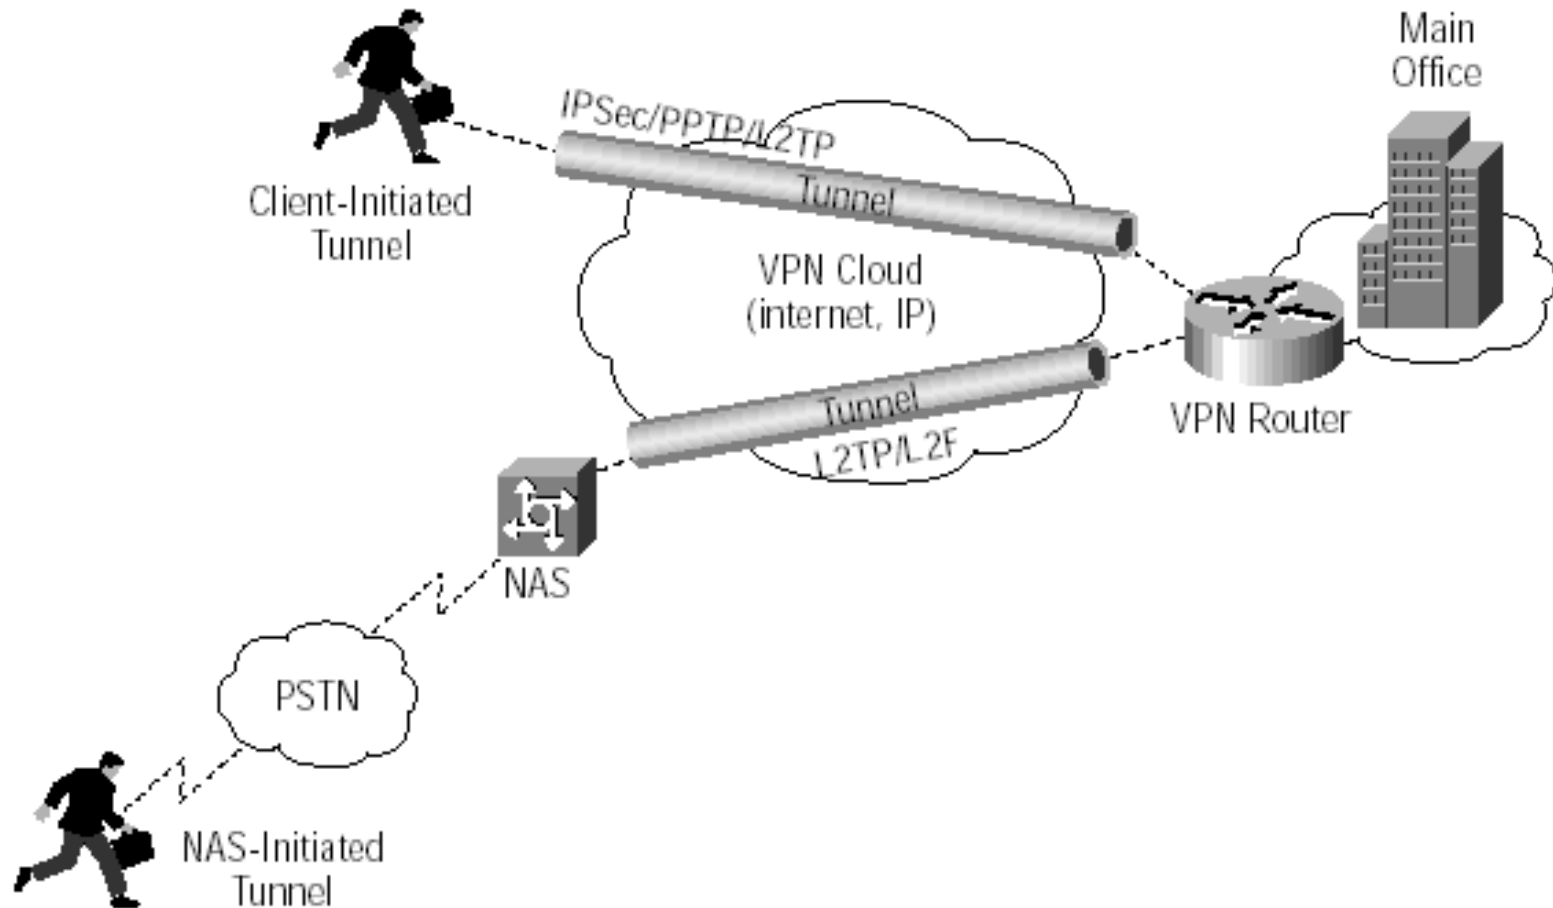 Main
Office
IPSec/PPTP/L2TP
Tunnel
Client-Initiated
Tunnel
VPN Cloud
(internet, IP)
Tunnel
L2TP/L2F
VPN Router
NAS
PSTN
NAS-Initiated
Tunnel